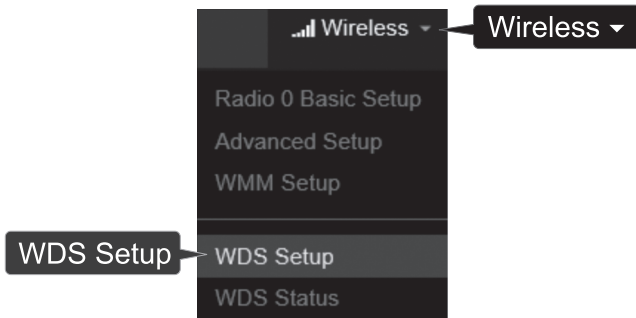 Wireless
Wireless
Radio 0 Basic Setup
Advanced Setup
WMM Setup
WDS Setup
WDS Setup
WDS Status